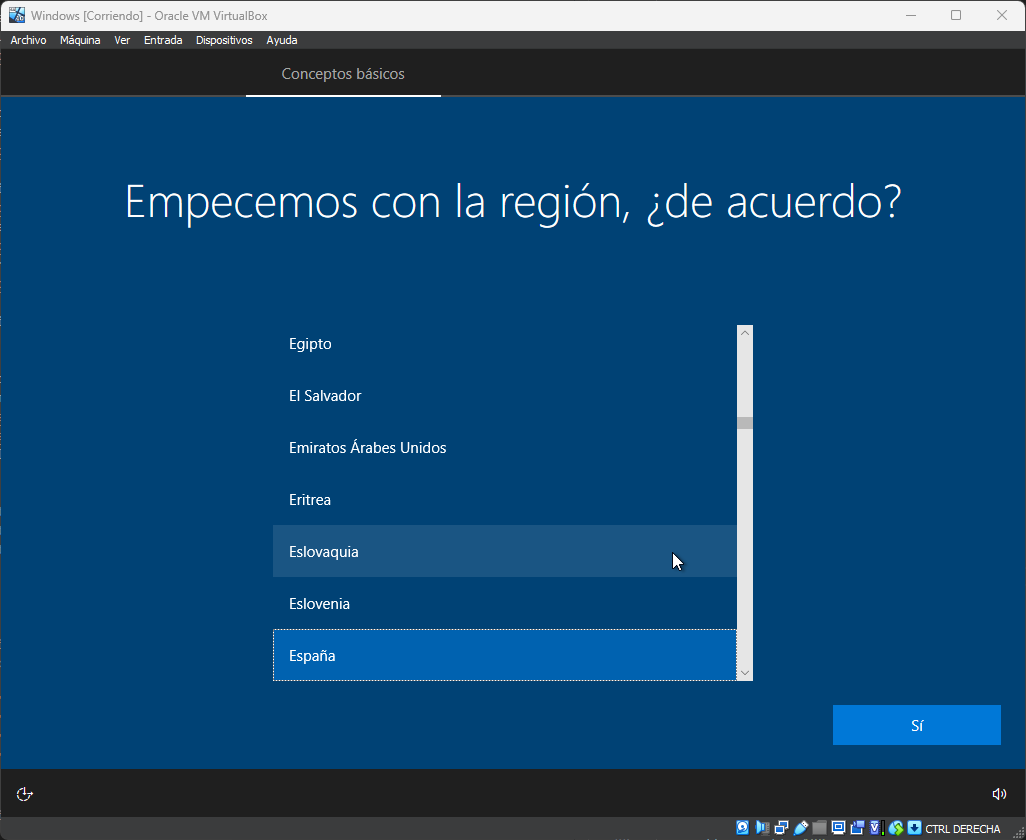 Windows [Corriendo] - Oracle VM VirtualBox
Archivo Máquina Ver Entrada Dispositivos Ayuda
Conceptos básicos
Empecemos con la región, ¿de acuerdo?
Egipto
El Salvador
Emiratos Árabes Unidos
Eritrea
Eslovaquia
Eslovenia
España
Sí
CTRL DERECHA